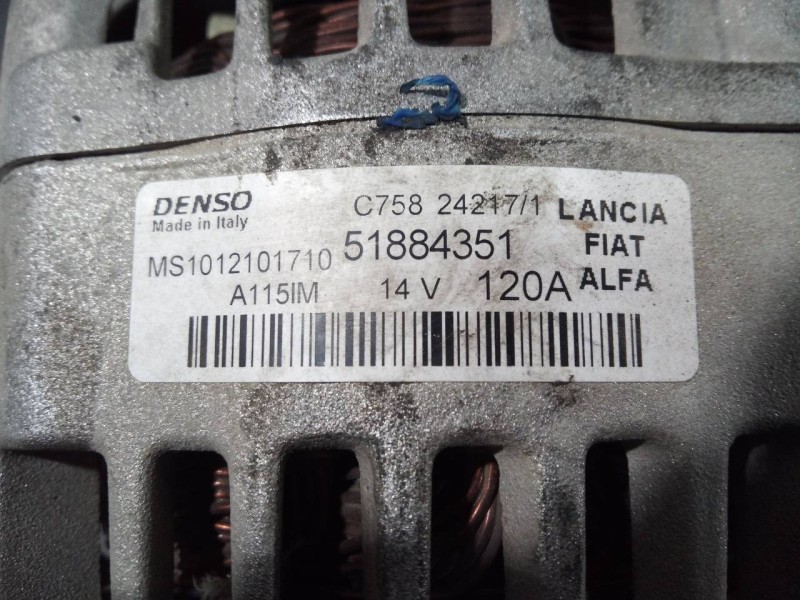 DENSO C758 24217/1 LANCIA
Made in Italy
51884351 FIAT
MS1012101710
A115IM 14 V 120A ALFA